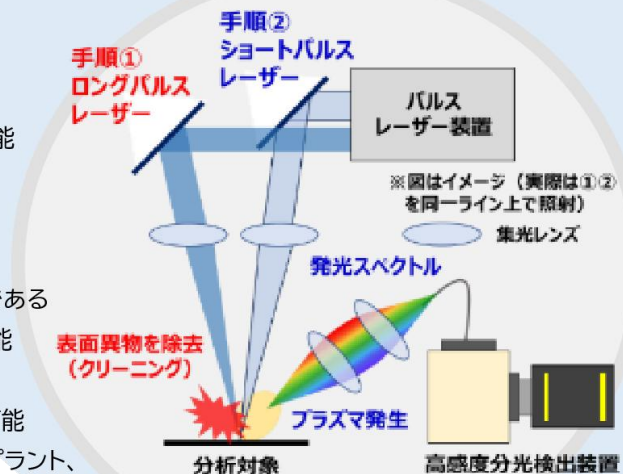 手順①
ロングパルス
レーザー
手順②
ショートパルス
レーザー
パルス
レーザー装置
※図はイメージ（実際は①②
を同一ライン上で照射）
集光レンズ
発光スペクトル
表面異物を除去
（クリーニング）
プラズマ発生
分析対象
高感度分光検出装置
能
である
能
能
プラント、